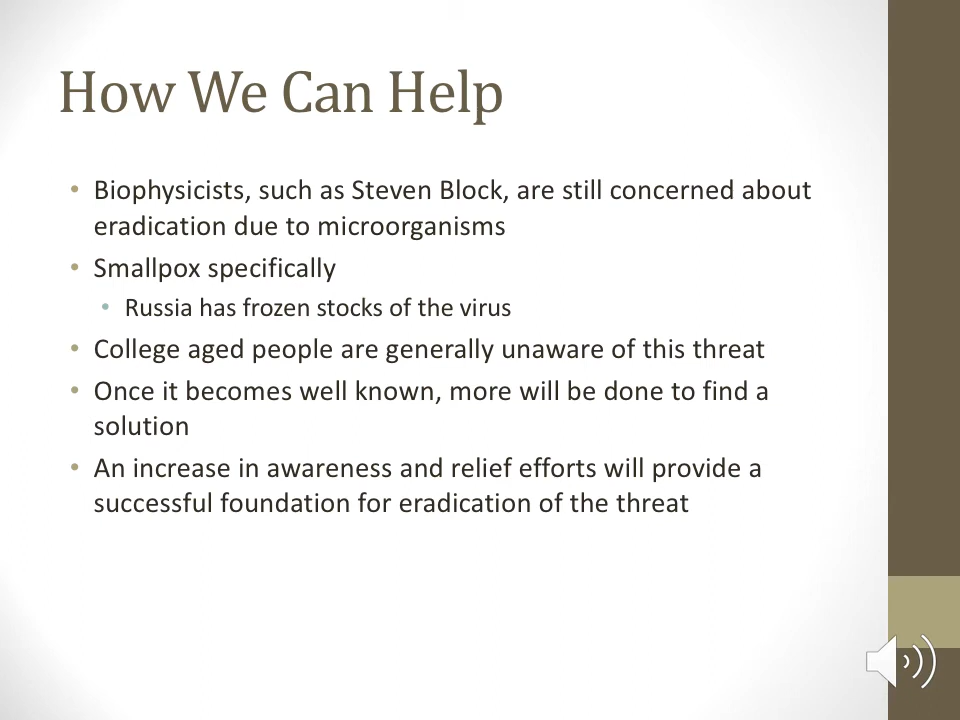 How We Can Help
• Biophysicists, such as Steven Block, are still concerned about
eradication due to microorganisms
• Smallpox specifically
• Russia has frozen stocks of the virus
• College aged people are generally unaware of this threat
• Once it becomes well known, more will be done to find a
solution
• An increase in awareness and relief efforts will provide a
successful foundation for eradication of the threat